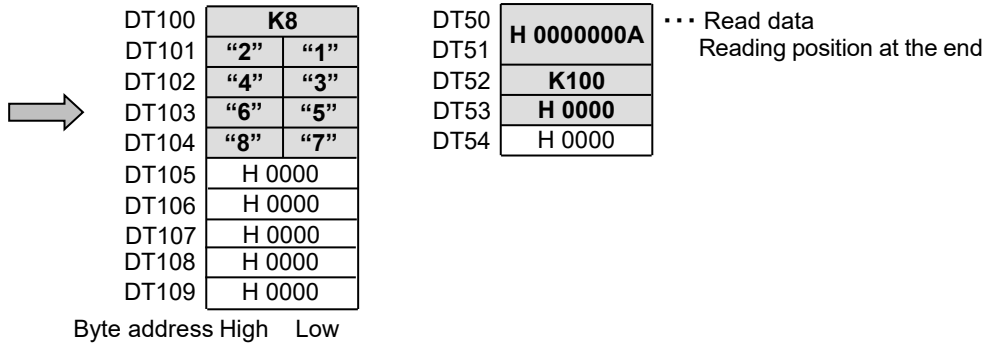 DT100 K8
DT101 “2” “1”
DT102 “4” “3”
DT103 “6” “5”
DT104 “8” “7”
DT105 H 0000
DT106 H 0000
DT107 H 0000
DT108 H 0000
DT109 H 0000
Byte address High Low
DT50 H 0000000A ··· Read data
DT51 Reading position at the end
DT52 K100
DT53 H 0000
DT54 H 0000